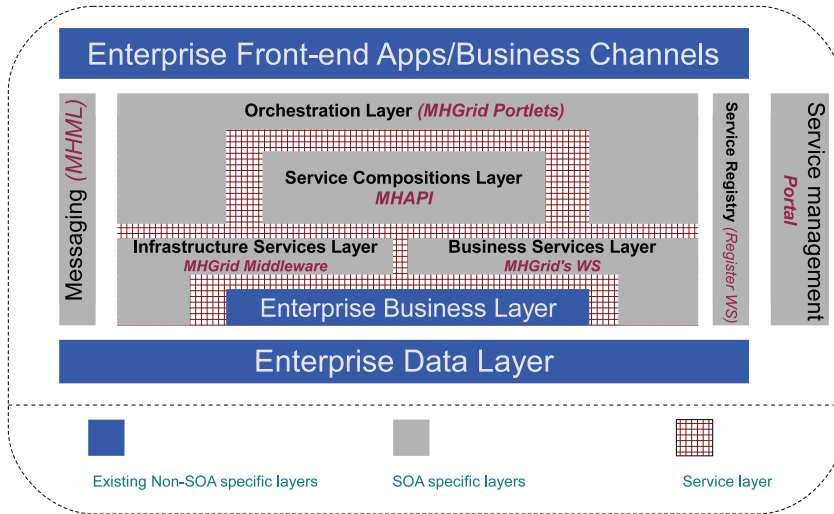 Enterprise Front-end Apps/Business Channels
Messaging (MHML)
Orchestration Layer (MHGrid Portlets)
Service Compositions Layer
MHAPI
Infrastructure Services Layer
MHGrid Middleware
Business Services Layer
MHGrid's WS
Enterprise Business Layer
Service Registry (Register WS)
Service management
Portal
Enterprise Data Layer
Existing Non-SOA specific layers
SOA specific layers
Service layer